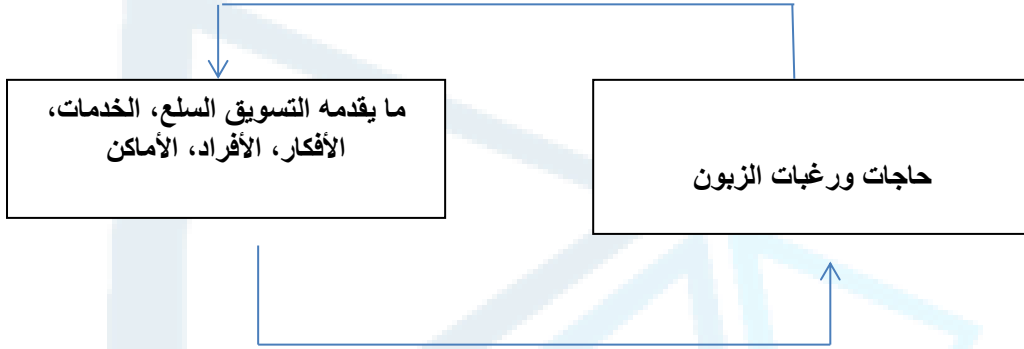 حاجات ورغبات الزبون
ما يقدمه التسويق السلع، الخدمات،
الأفكار، الأفراد، الأماكن